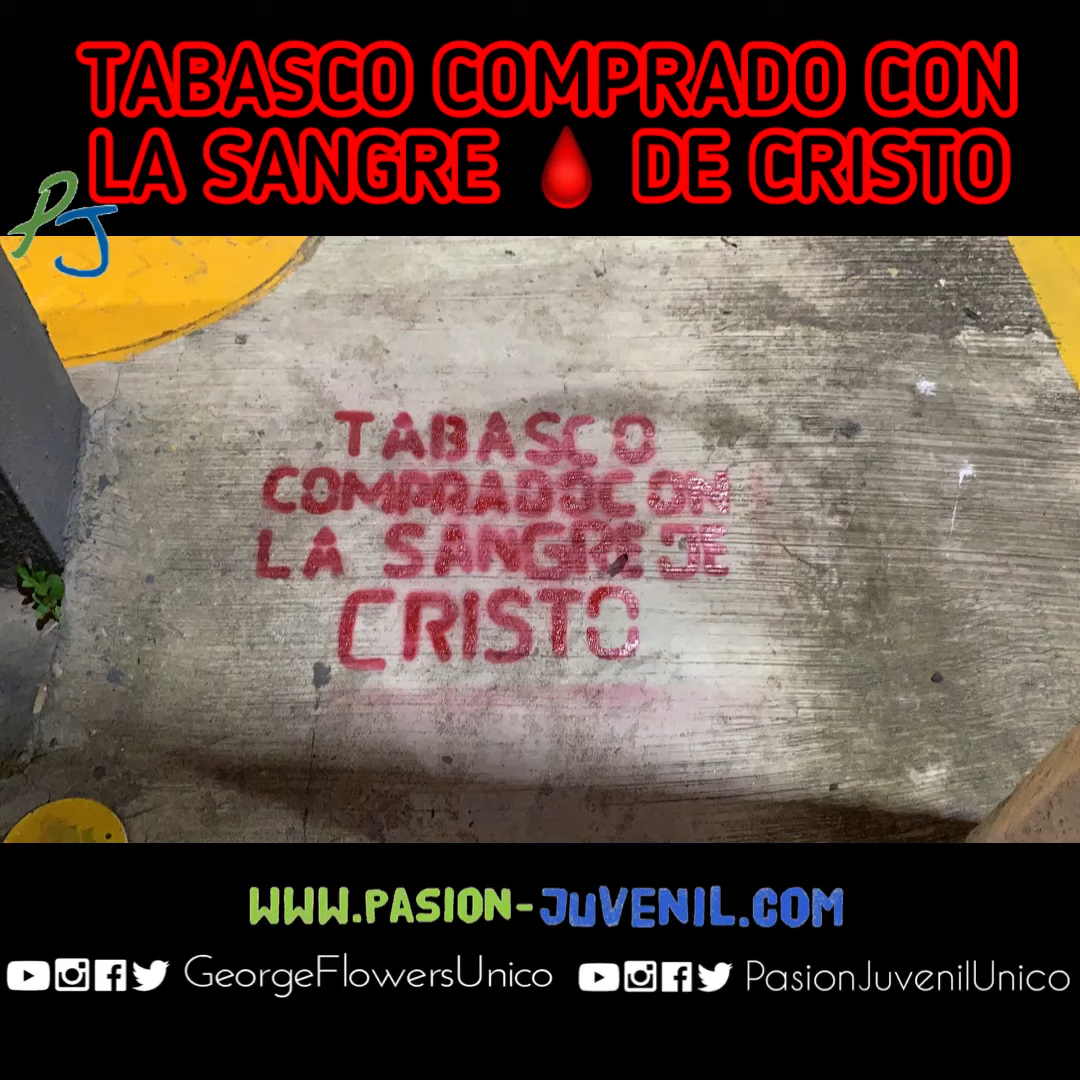 TABASCO COMPRADO CON
LA SANGRE 🩸 DE CRISTO
PJ
TABASCO
COMPRADO CON
LA SANGRE DE
CRISTO
WWW.PASION-JUVENIL.COM
GeorgeFlowersUnico PasionJuvenilUnico